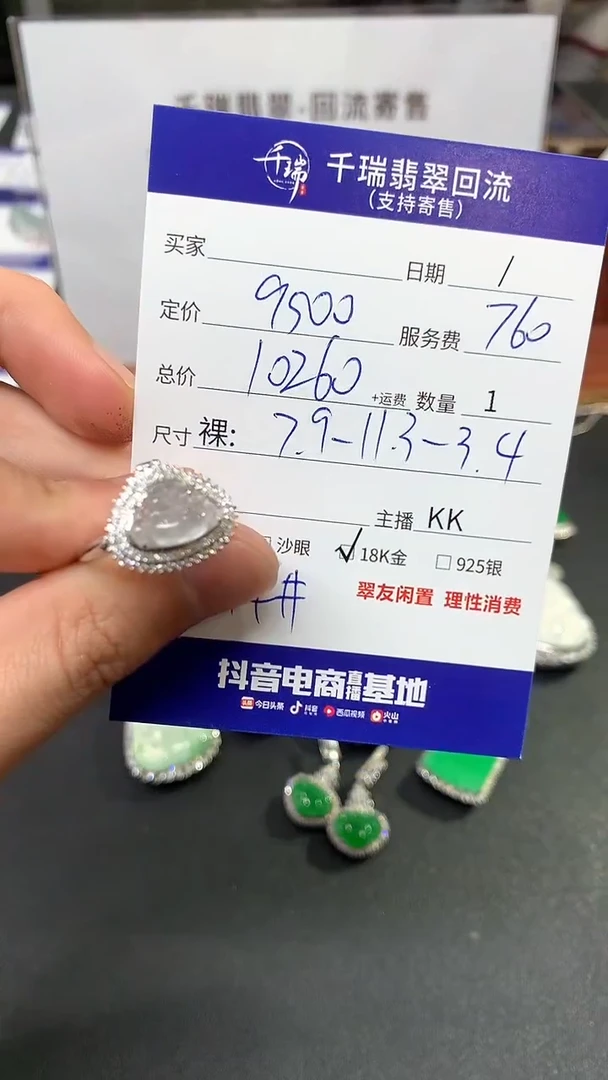 千瑞翡翠·回流寄售
千瑞
千瑞翡翠回流
(支持寄售)
买家 日期 /
定价 9500 服务费 760
总价 10260 +运费 数量 1
尺寸 裸: 7.9-11.3-3.4
主播 KK
沙眼 ✓ 18K金 □ 925银
#
翠友闲置 理性消费
抖音电商直播基地
头条 今日头条 抖音 西瓜视频 火山